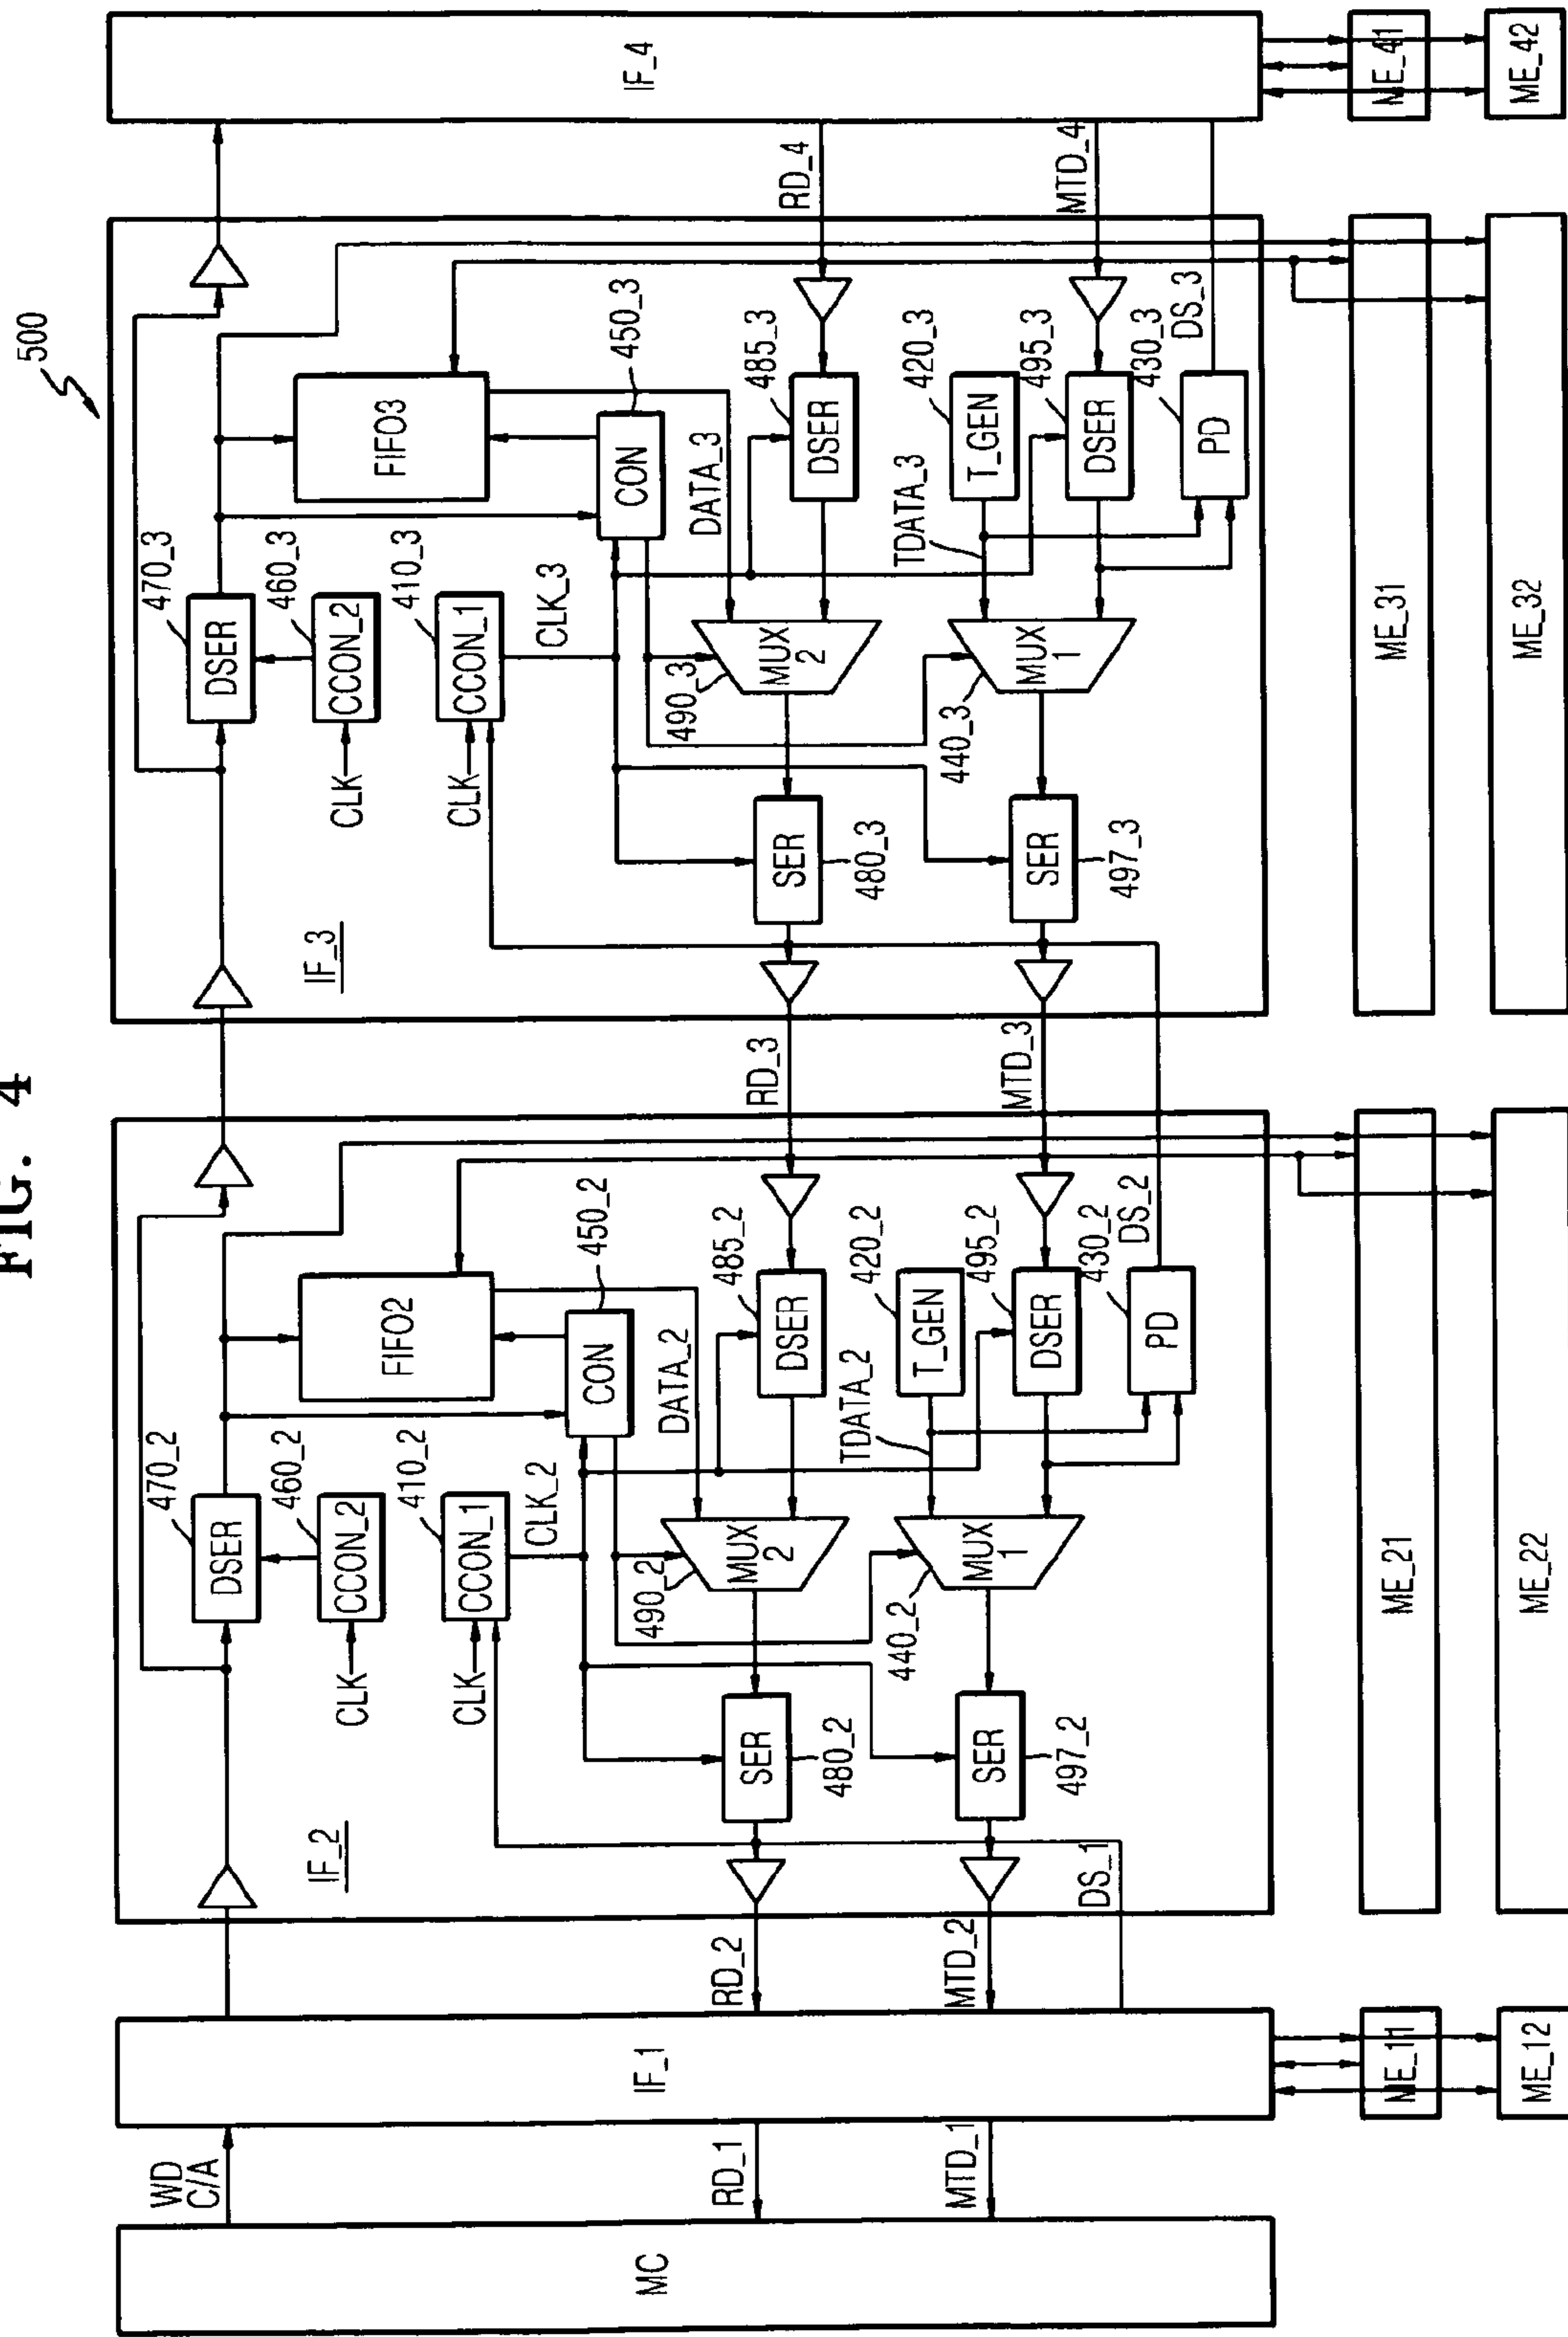 FIG. 4
500
MC
WD
C/A
RD_1
MTD_1
IF_1
ME_11
ME_12
RD_2
MTD_2
DS_1
IF_2
470_2
DSER
460_2
CCON_2
CLK
410_2
CCON_1
CLK
CLK_2
FIFO2
450_2
CON
DATA_2
490_2
MUX
2
485_2
DSER
SER
480_2
420_2
T_GEN
TDATA_2
440_2
MUX
1
495_2
DSER
SER
497_2
430_2
PD
DS_2
ME_21
ME_22
RD_3
MTD_3
IF_3
470_3
DSER
460_3
CCON_2
CLK
410_3
CCON_1
CLK
CLK_3
FIFO3
450_3
CON
DATA_3
490_3
MUX
2
485_3
DSER
SER
480_3
420_3
T_GEN
TDATA_3
440_3
MUX
1
495_3
DSER
SER
497_3
430_3
PD
DS_3
ME_31
ME_32
RD_4
MTD_4
IF_4
ME_41
ME_42